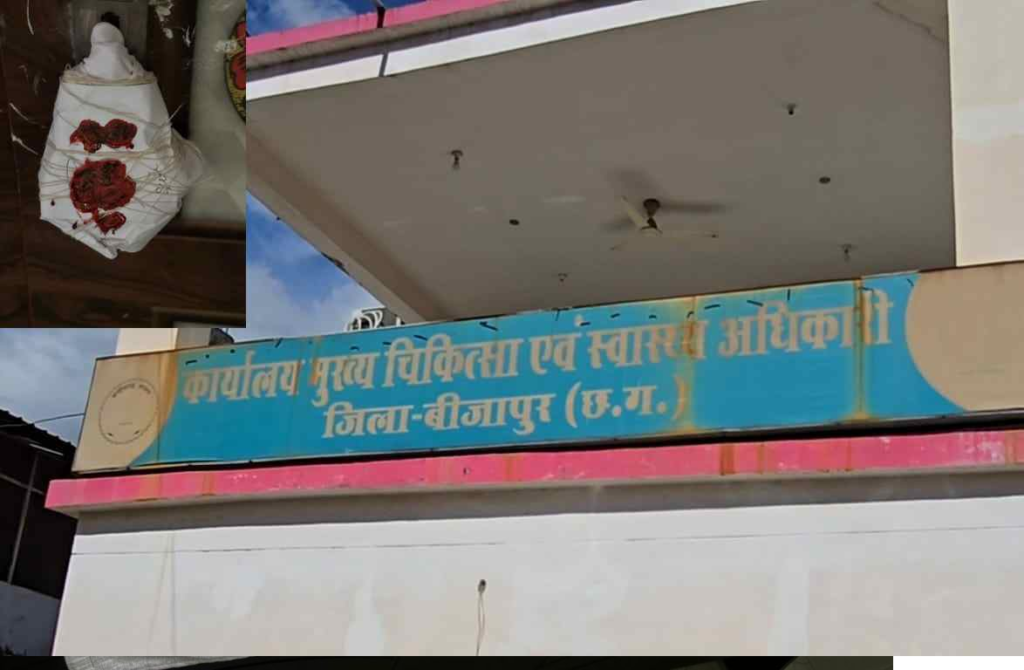 कार्यालय मुख्य चिकित्सा एवं स्वास्थ्य अधिकारी
जिला-बीजापुर (छ.ग.)